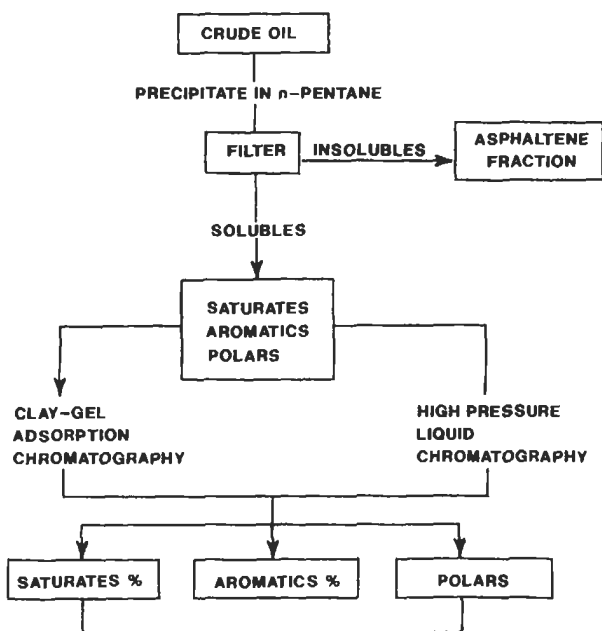 CRUDE OIL
PRECIPITATE IN n-PENTANE
FILTER
INSOLUBLES
ASPHALTENE
FRACTION
SOLUBLES
SATURATES
AROMATICS
POLARS
CLAY-GEL
ADSORPTION
CHROMATOGRAPHY
HIGH PRESSURE
LIQUID
CHROMATOGRAPHY
SATURATES %
AROMATICS %
POLARS